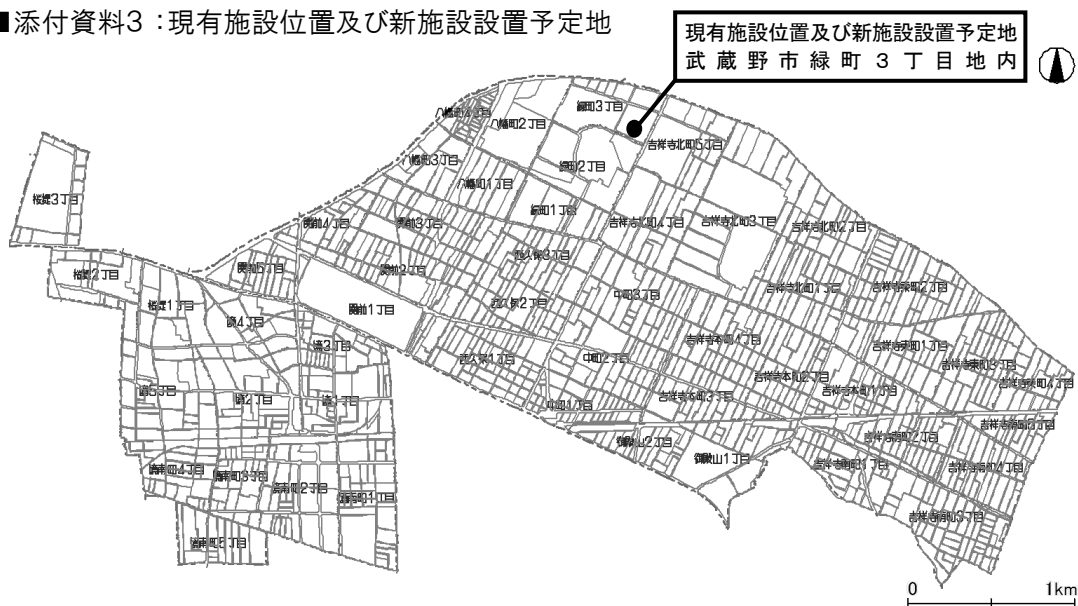 ■添付資料3：現有施設位置及び新施設設置予定地
現有施設位置及び新施設設置予定地
武蔵野市緑町3丁目地内
緑町3丁目
八幡町4丁目
八幡町2丁目
吉祥寺北町5丁目
八幡町3丁目
緑町2丁目
八幡町1丁目
桜堤3丁目
緑町1丁目
関前4丁目
関前3丁目
吉祥寺北町4丁目
吉祥寺北町3丁目
吉祥寺北町2丁目
西久保3丁目
桜堤2丁目
関前5丁目
関前2丁目
吉祥寺北町1丁目
吉祥寺東町2丁目
中町3丁目
桜堤1丁目
関前1丁目
西久保2丁目
境4丁目
吉祥寺本町4丁目
境3丁目
吉祥寺東町1丁目
西久保1丁目
中町2丁目
吉祥寺東町3丁目
吉祥寺本町2丁目
吉祥寺東町4丁目
境5丁目
吉祥寺本町1丁目
境2丁目
境1丁目
吉祥寺本町3丁目
中町1丁目
吉祥寺南町5丁目
御殿山2丁目
吉祥寺南町2丁目
御殿山1丁目
吉祥寺南町1丁目
吉祥寺南町4丁目
境南町4丁目
境南町3丁目
境南町2丁目
境南町1丁目
吉祥寺南町3丁目
境南町5丁目
0 1km